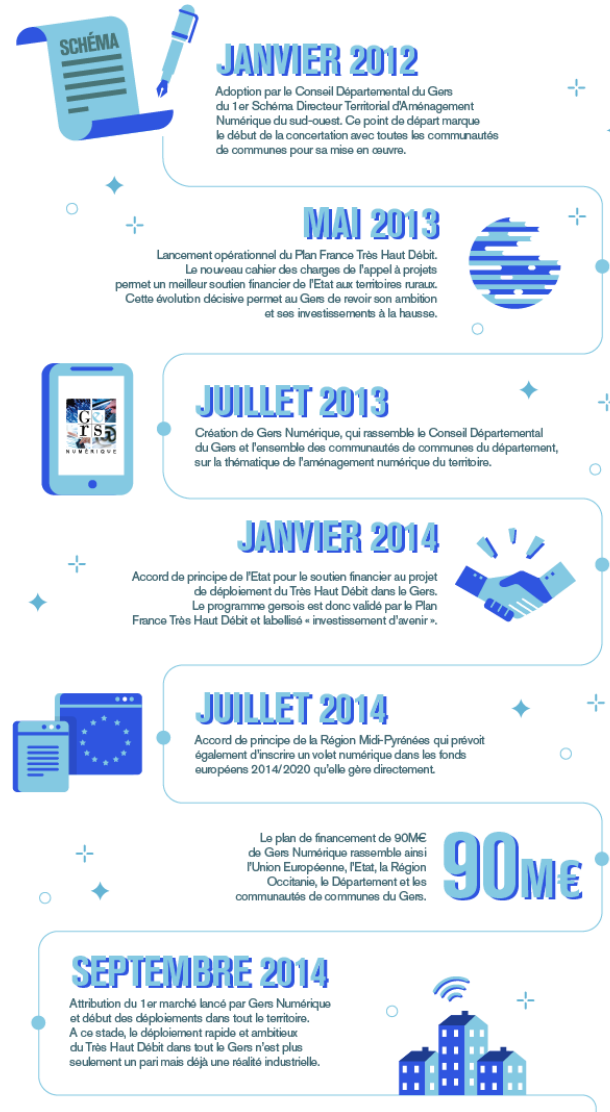 SCHÉMA
JANVIER 2012
Adoption par le Conseil Départemental du Gers
du 1er Schéma Directeur Territorial d'Aménagement
Numérique du sud-ouest. Ce point de départ marque
le début de la concertation avec toutes les communautés
de communes pour sa mise en œuvre.
MAI 2013
Lancement opérationnel du Plan France Très Haut Débit.
Le nouveau cahier des charges de l'appel à projets
permet un meilleur soutien financier de l'Etat aux territoires ruraux.
Cette évolution décisive permet au Gers de revoir son ambition
et ses investissements à la hausse.
Gers
NUMÉRIQUE
JUILLET 2013
Création de Gers Numérique, qui rassemble le Conseil Départemental
du Gers et l'ensemble des communautés de communes du département,
sur la thématique de l'aménagement numérique du territoire.
JANVIER 2014
Accord de principe de l'Etat pour le soutien financier au projet
de déploiement du Très Haut Débit dans le Gers.
Le programme gersois est donc validé par le Plan
France Très Haut Débit et labellisé « investissement d'avenir ».
JUILLET 2014
Accord de principe de la Région Midi-Pyrénées qui prévoit
également d'inscrire un volet numérique dans les fonds
européens 2014/2020 qu'elle gère directement.
Le plan de financement de 90M€
de Gers Numérique rassemble ainsi
l'Union Européenne, l'Etat, la Région
Occitanie, le Département et les
communautés de communes du Gers.
90M€
SEPTEMBRE 2014
Attribution du 1er marché lancé par Gers Numérique
et début des déploiements dans tout le territoire.
A ce stade, le déploiement rapide et ambitieux
du Très Haut Débit dans tout le Gers n'est plus
seulement un pari mais déjà une réalité industrielle.